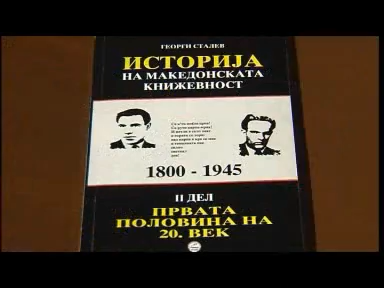 ГЕОРГИ СТАЛЕВ
ИСТОРИЈА
НА МАКЕДОНСКАТА
КНИЖЕВНОСТ
1800 - 1945
II ДЕЛ
ПРВАТА
ПОЛОВИНА НА
20. ВЕК